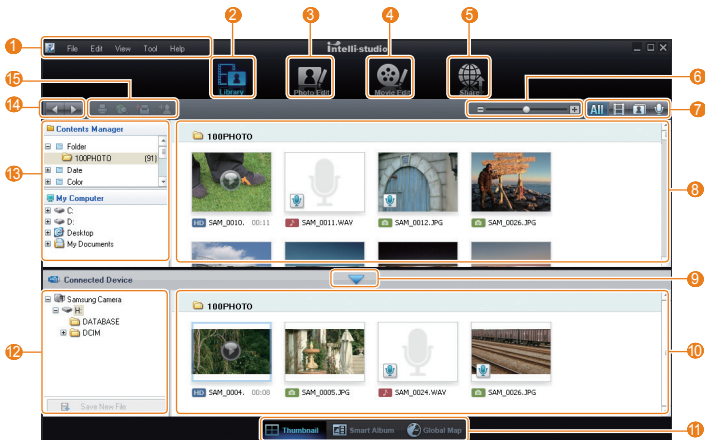 2 3 4 5
1 File Edit View Tool Help intelli-studio
Library Photo Edit Movie Edit Share
15 6
14 All 7
Contents Manager 100PHOTO
Folder
100PHOTO (91)
Date
Color
13 8
My Computer
C:
D:
Desktop
My Documents
HD SAM_0010. 00:11 SAM_0011.WAV SAM_0012.JPG SAM_0026.JPG
Connected Device 9
Samsung Camera 100PHOTO
H:
DATABASE
DCIM
12 10
HD SAM_0004. 00:08 SAM_0005.JPG SAM_0024.WAV SAM_0026.JPG
Save New File
Thumbnail Smart Album Global Map 11